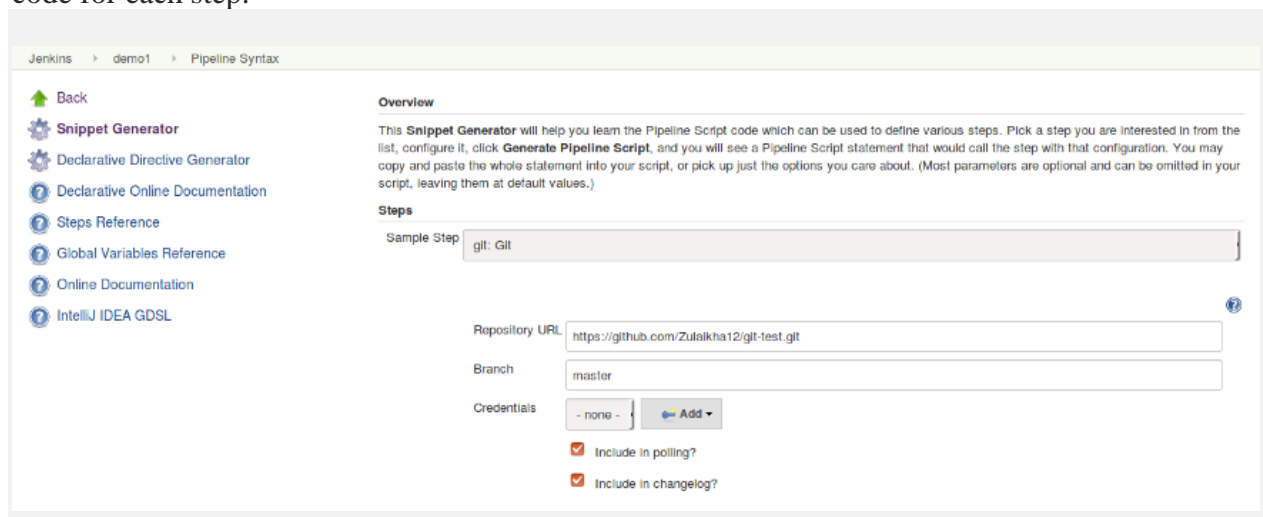 code for each step.
Jenkins > demo1 > Pipeline Syntax
Back
Snippet Generator
Declarative Directive Generator
Declarative Online Documentation
Steps Reference
Global Variables Reference
Online Documentation
IntelliJ IDEA GDSL
Overview
This Snippet Generator will help you learn the Pipeline Script code which can be used to define various steps. Pick a step you are interested in from the
list, configure it, click Generate Pipeline Script, and you will see a Pipeline Script statement that would call the step with that configuration. You may
copy and paste the whole statement into your script, or pick up just the options you care about. (Most parameters are optional and can be omitted in your
script, leaving them at default values.)
Steps
Sample Step git: Git
Repository URL https://github.com/Zulaikha12/git-test.git
Branch master
Credentials - none - Add
Include in polling?
Include in changelog?